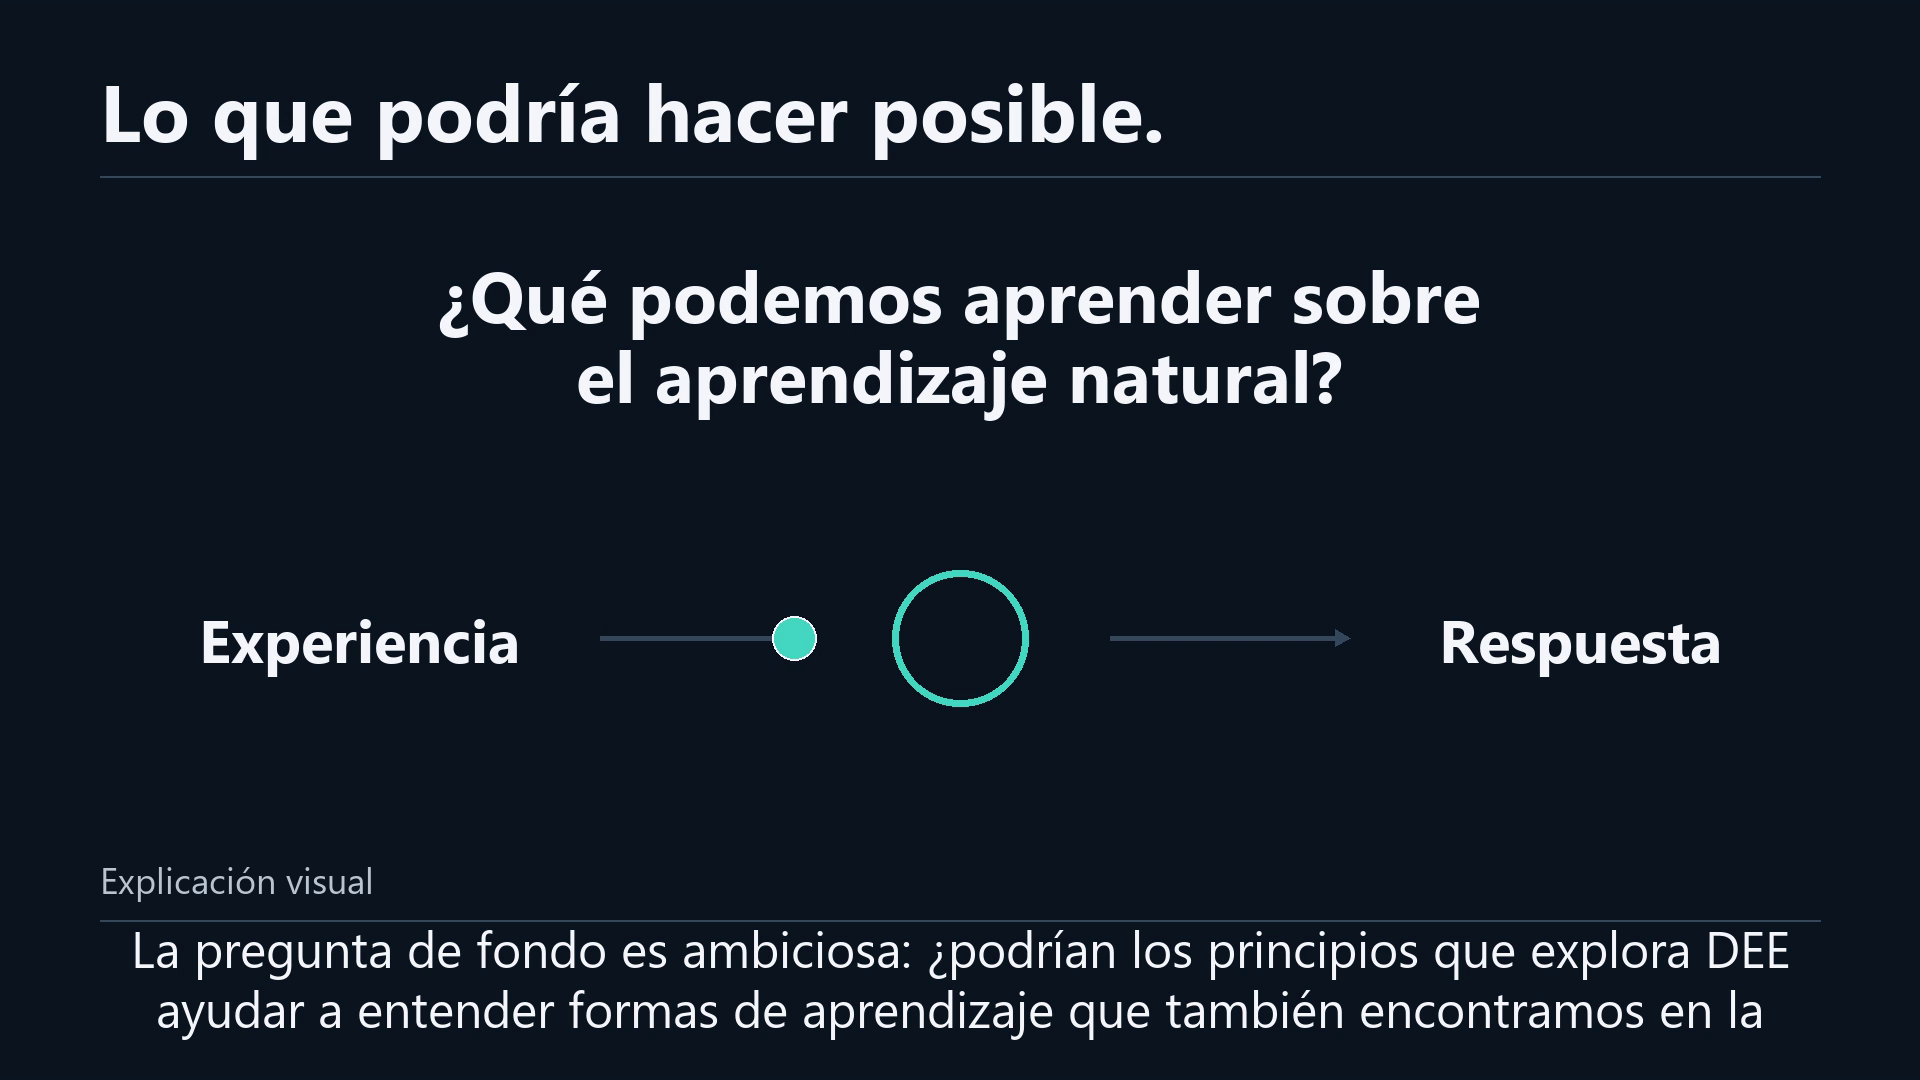 Lo que podría hacer posible.
¿Qué podemos aprender sobre
el aprendizaje natural?
Experiencia
Respuesta
Explicación visual
La pregunta de fondo es ambiciosa: ¿podrían los principios que explora DEE
ayudar a entender formas de aprendizaje que también encontramos en la